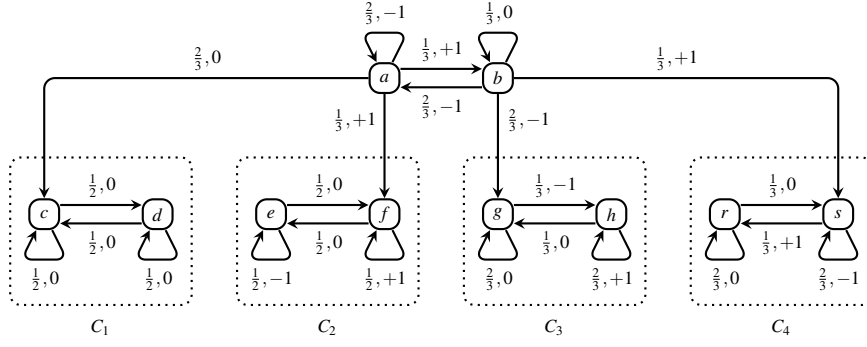 2/3, −1 1/3, 0
2/3, 0 1/3, +1 1/3, +1
a b
2/3, −1
1/3, +1 2/3, −1
1/2, 0 1/2, 0 1/3, −1 1/3, 0
c d e f g h r s
1/2, 0 1/2, 0 1/3, 0 1/3, +1
1/2, 0 1/2, 0 1/2, −1 1/2, +1 2/3, 0 2/3, +1 2/3, 0 2/3, −1
C₁ C₂ C₃ C₄